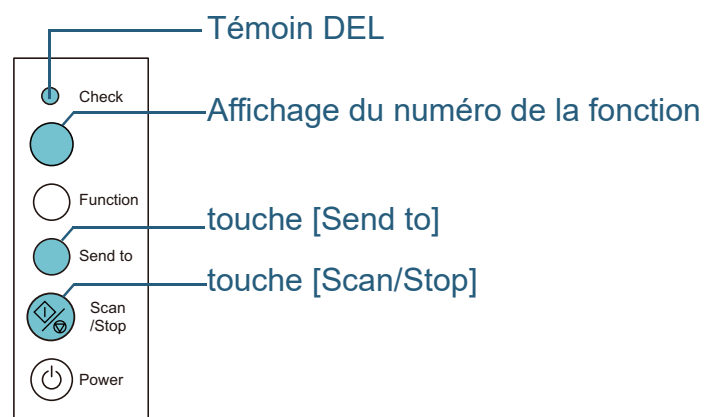 Témoin DEL
Check
Affichage du numéro de la fonction
Function
touche [Send to]
Send to
touche [Scan/Stop]
Scan
/Stop
Power